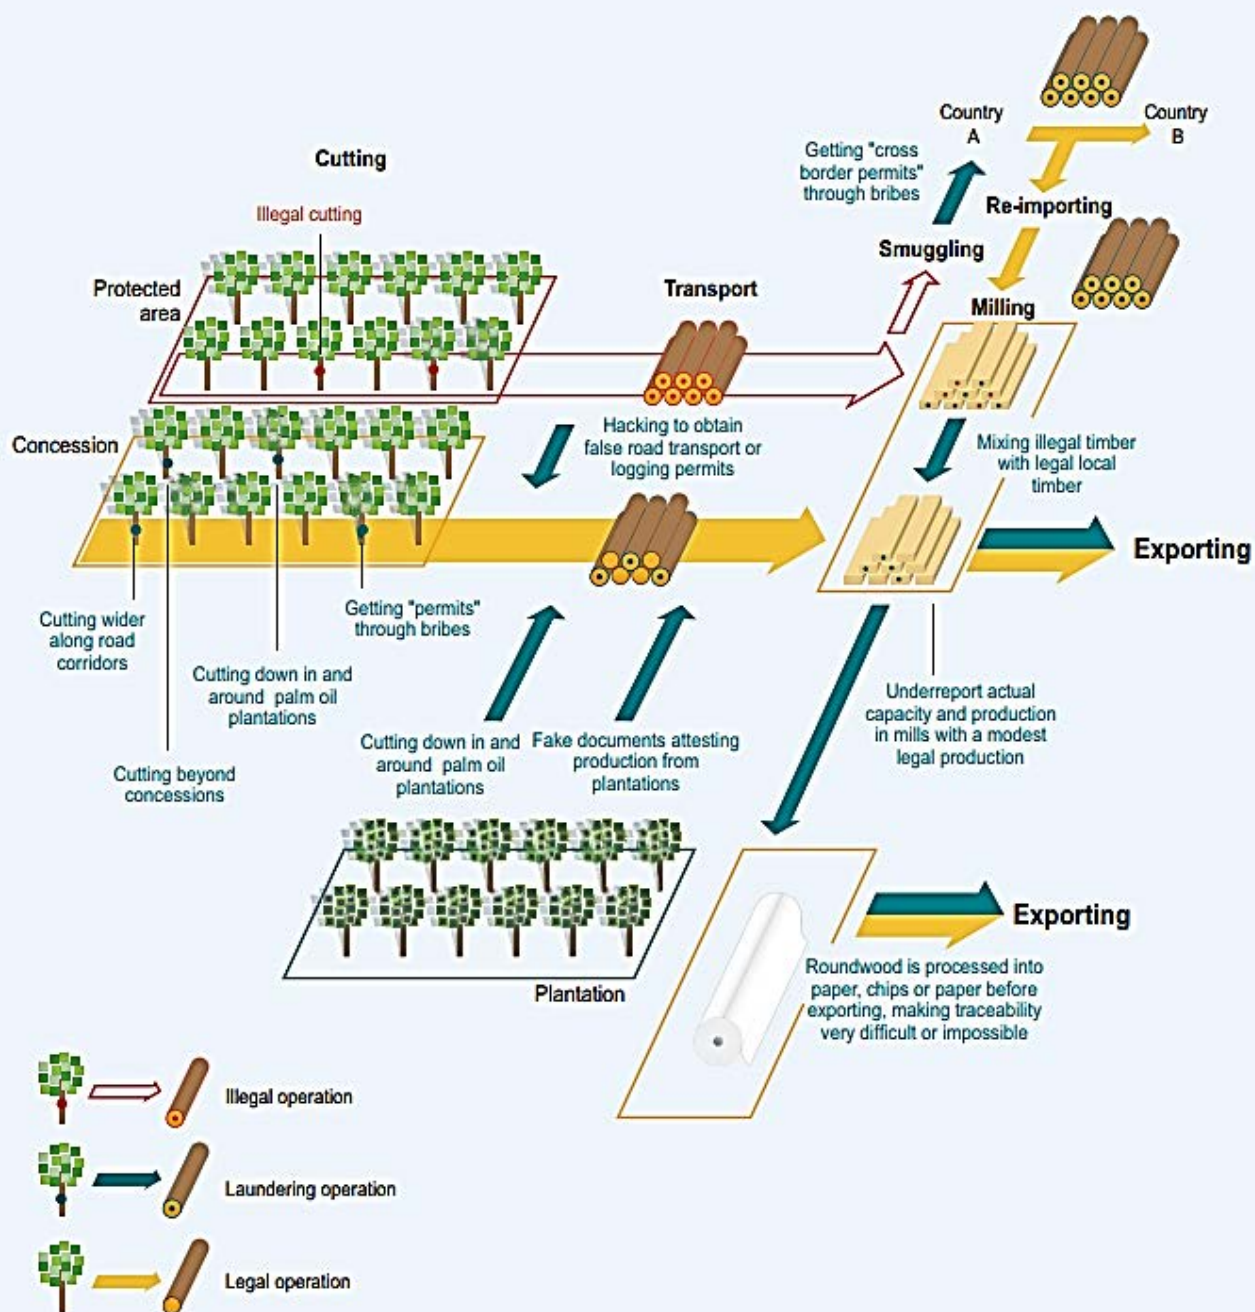 Cutting
Illegal cutting
Protected
area
Concession
Cutting wider
along road
corridors
Cutting down in and
around palm oil
plantations
Cutting beyond
concessions
Getting "permits"
through bribes
Transport
Hacking to obtain
false road transport or
logging permits
Cutting down in and
around palm oil
plantations
Fake documents attesting
production from
plantations
Plantation
Getting "cross
border permits"
through bribes
Country
A
Country
B
Re-importing
Smuggling
Milling
Mixing illegal timber
with legal local
timber
Exporting
Underreport actual
capacity and production
in mills with a modest
legal production
Exporting
Roundwood is processed into
paper, chips or paper before
exporting, making traceability
very difficult or impossible
Illegal operation
Laundering operation
Legal operation